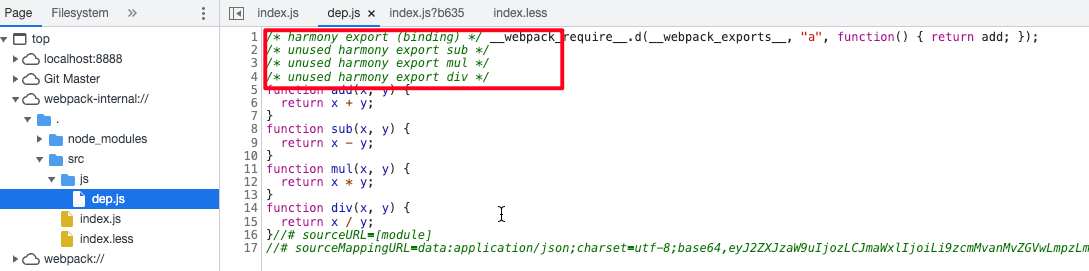 Page Filesystem »
top
localhost:8888
Git Master
webpack-internal://
.
node_modules
src
js
dep.js
index.js
index.less
webpack://
index.js dep.js × index.js?b635 index.less
1 /* harmony export (binding) */ __webpack_require__.d(__webpack_exports__, "a", function() { return add; });
2 /* unused harmony export sub */
3 /* unused harmony export mul */
4 /* unused harmony export div */
5 function add(x, y) {
6 return x + y;
7 }
8 function sub(x, y) {
9 return x - y;
10 }
11 function mul(x, y) {
12 return x * y;
13 }
14 function div(x, y) {
15 return x / y;
16 }//# sourceURL=[module]
17 //# sourceMappingURL=data:application/json;charset=utf-8;base64,eyJ2ZXJzaW9uIjozLCJmaWxlIjoiLi9zcmMvanMvZGVwLmpzLm